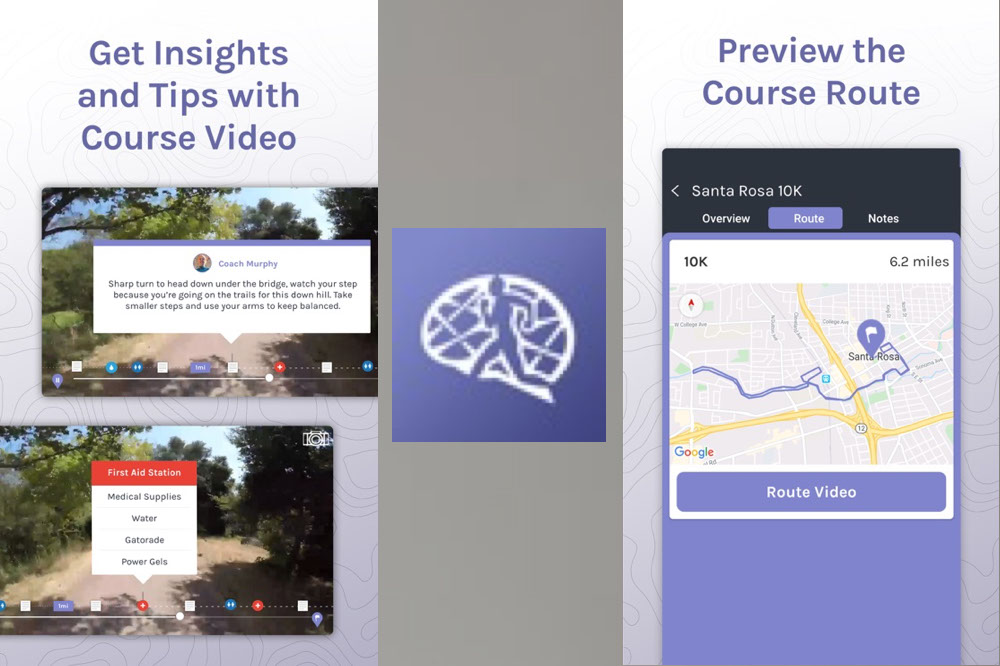 Get Insights
and Tips with
Course Video
Coach Murphy
Sharp turn to head down under the bridge, watch your step
because you're going on the trails for this down hill. Take
smaller steps and use your arms to keep balanced.
1mi
First Aid Station
Medical Supplies
Water
Gatorade
Power Gels
1mi
Preview the
Course Route
Santa Rosa 10K
Overview
Route
Notes
10K
6.2 miles
W College Ave
College Ave
Santa Rosa
12
Google
Route Video